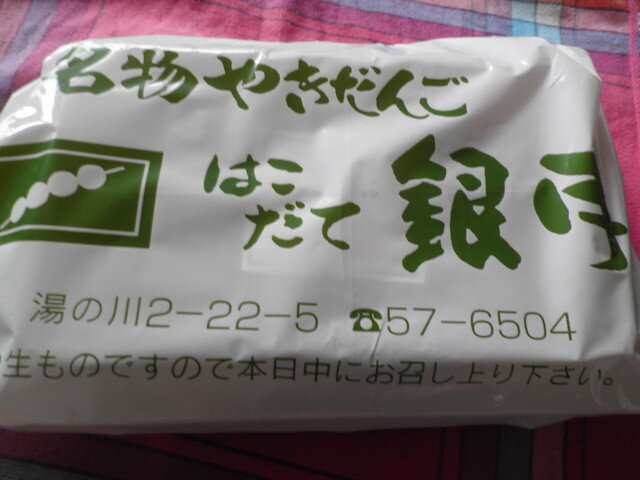 名物やきだんご
はこ
だて
銀月
湯の川2-22-5 ☎57-6504
生ものですので本日中にお召し上り下さい。